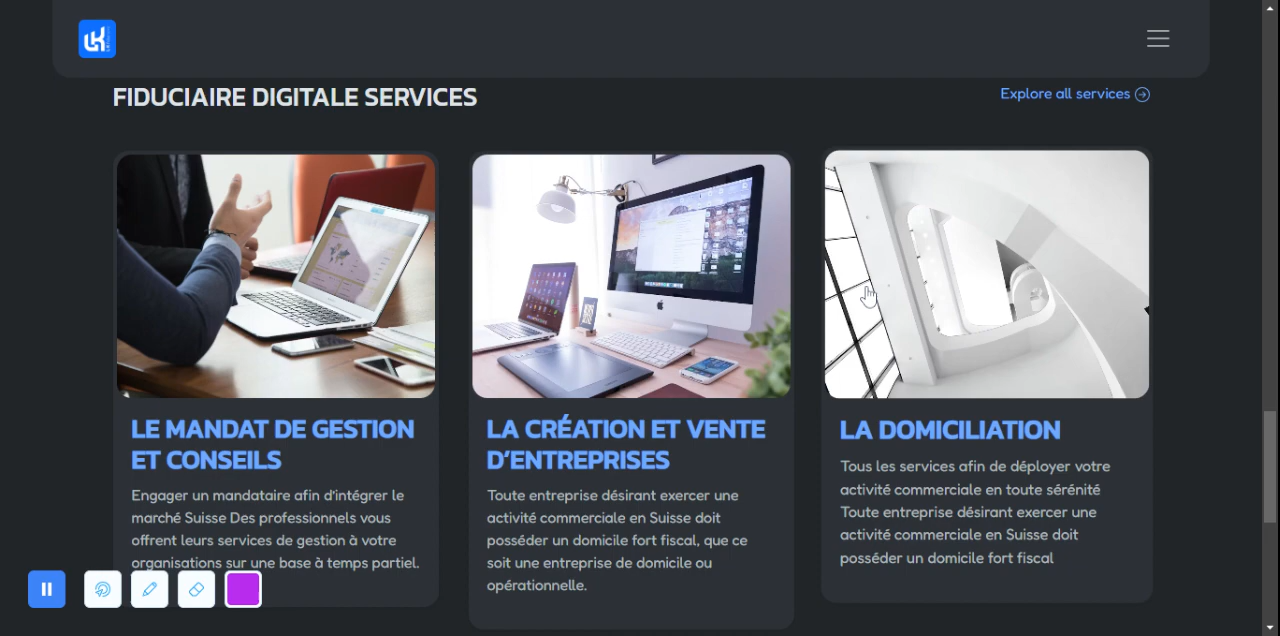 FIDUCIAIRE DIGITALE SERVICES
Explore all services
LE MANDAT DE GESTION
ET CONSEILS
Engager un mandataire afin d'intégrer le
marché Suisse Des professionnels vous
offrent leurs services de gestion à votre
organisations sur une base à temps partiel.
LA CRÉATION ET VENTE
D'ENTREPRISES
Toute entreprise désirant exercer une
activité commerciale en Suisse doit
posséder un domicile fort fiscal, que ce
soit une entreprise de domicile ou
opérationnelle.
LA DOMICILIATION
Tous les services afin de déployer votre
activité commerciale en toute sérénité
Toute entreprise désirant exercer une
activité commerciale en Suisse doit
posséder un domicile fort fiscal